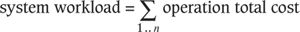 system workload = ∑ operation total cost
1..n